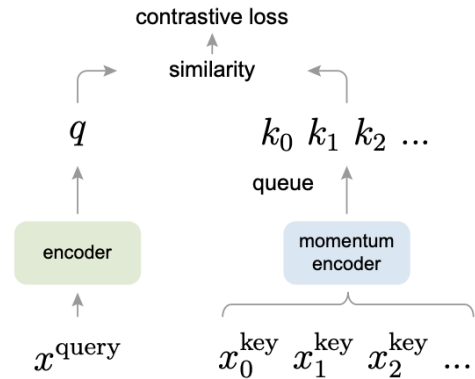 contrastive loss
similarity
q k₀ k₁ k₂ ...
queue
encoder
momentum
encoder
x^query x₀^key x₁^key x₂^key ...